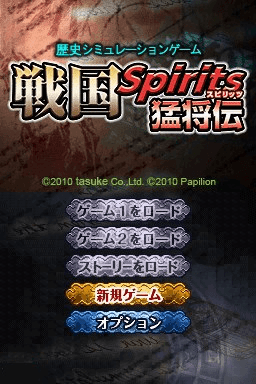 歴史シミュレーションゲーム
戦国Spirits
スピリッツ
猛将伝
©2010 tasuke Co.,Ltd. ©2010 Papilion
ゲーム1をロード
ゲーム2をロード
ストーリーをロード
新規ゲーム
オプション